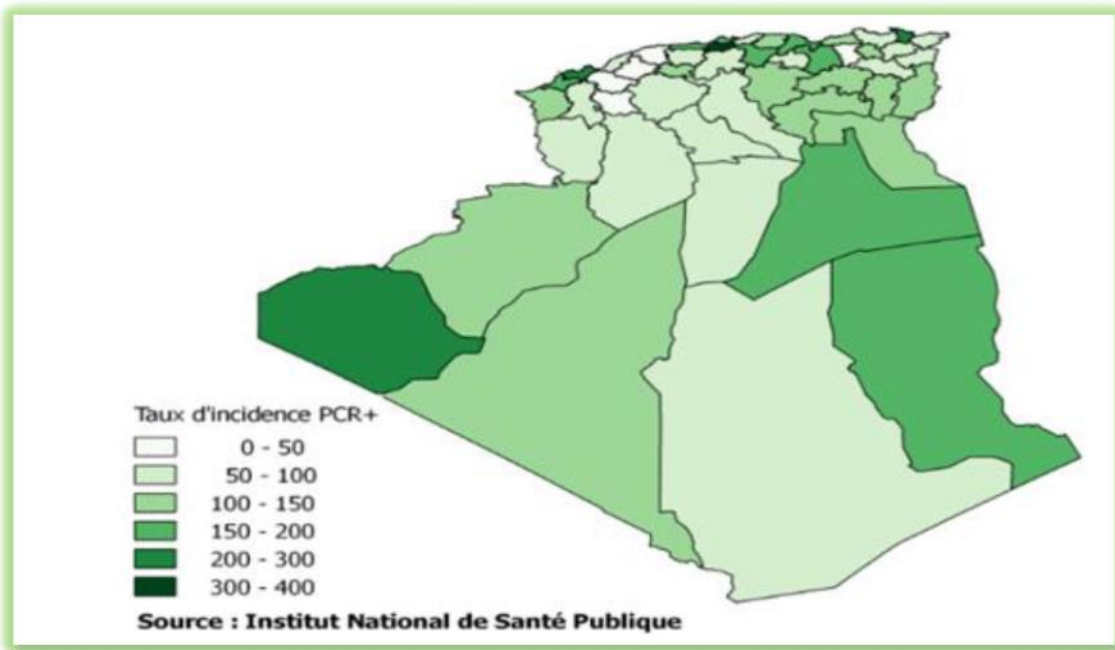 Taux d'incidence PCR+
0 - 50
50 - 100
100 - 150
150 - 200
200 - 300
300 - 400
Source : Institut National de Santé Publique